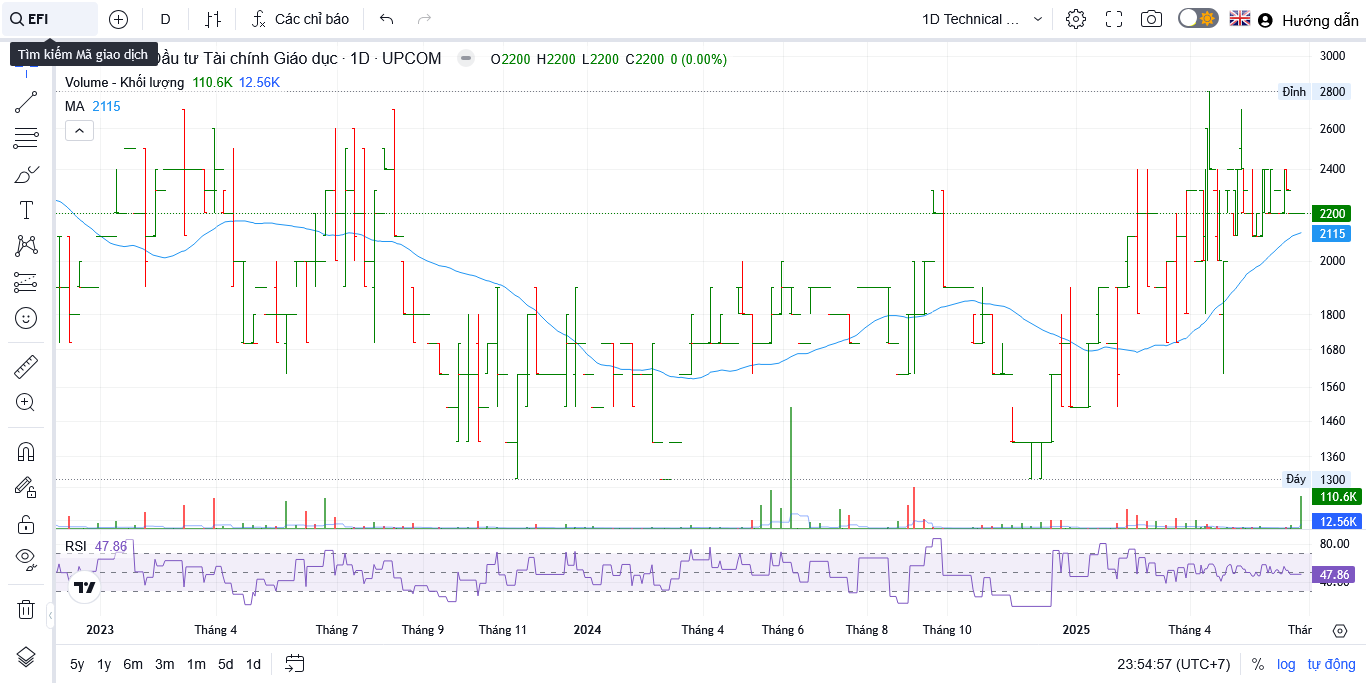 EFI
D
Các chỉ báo
1D Technical ...
Hướng dẫn
Tìm kiếm Mã giao dịch
Đầu tư Tài chính Giáo dục · 1D · UPCOM
O2200 H2200 L2200 C2200 0 (0.00%)
Volume - Khối lượng 110.6K 12.56K
MA 2115
3000
Đỉnh 2800
2600
2400
2200
2115
2000
1800
1680
1560
1460
1360
Đáy 1300
110.6K
12.56K
RSI 47.86
80.00
47.86
40.00
2023 Tháng 4 Tháng 7 Tháng 9 Tháng 11 2024 Tháng 4 Tháng 6 Tháng 8 Tháng 10 2025 Tháng 4 Thár
5y 1y 6m 3m 1m 5d 1d
23:54:57 (UTC+7) % log tự động